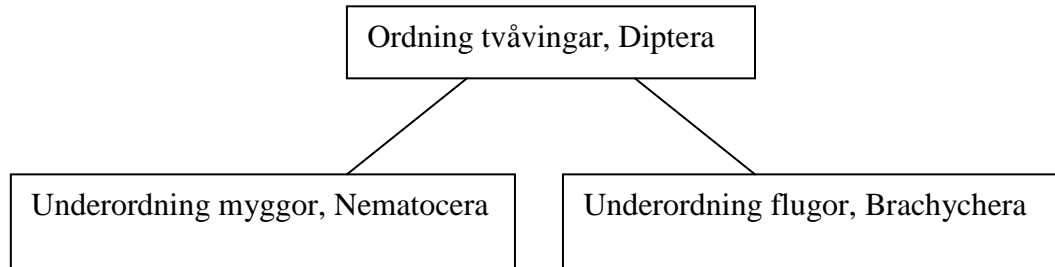 Ordning tvåvingar, Diptera
Underordning myggor, Nematocera
Underordning flugor, Brachychera